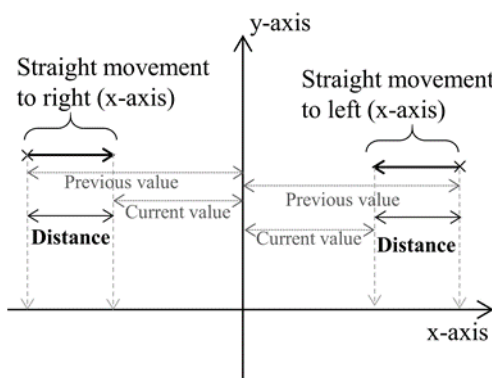 y-axis
Straight movement
to right (x-axis)
Straight movement
to left (x-axis)
Previous value
Previous value
Current value
Current value
Distance
Distance
x-axis